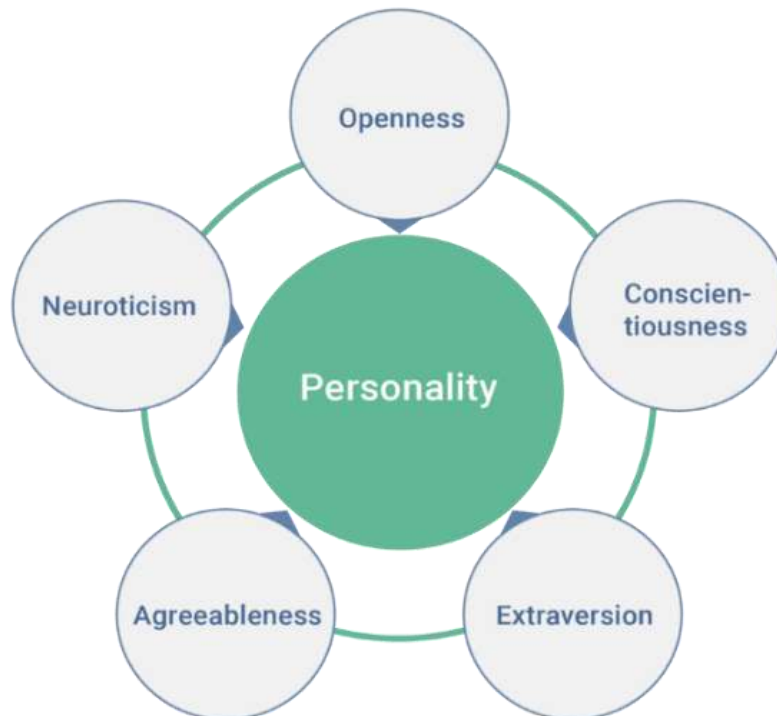 Openness
Conscien-
tiousness
Extraversion
Agreeableness
Neuroticism
Personality